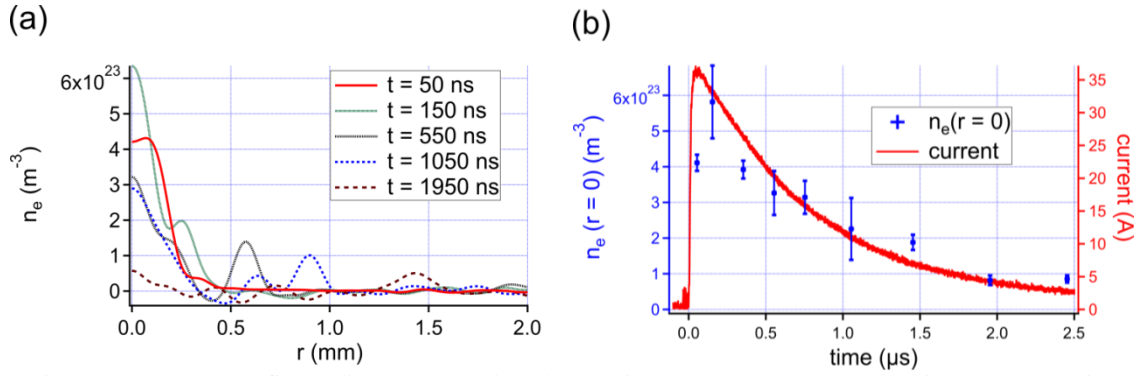 (a)
6x10^23
5
4
3
2
1
0
n_e (m^-3)
0.0 0.5 1.0 1.5 2.0
r (mm)
t = 50 ns
t = 150 ns
t = 550 ns
t = 1050 ns
t = 1950 ns
(b)
6x10^23
5
4
3
2
1
0
n_e (r = 0) (m^-3)
0.0 0.5 1.0 1.5 2.0 2.5
time (µs)
n_e(r = 0)
current
35
30
25
20
15
10
5
0
current (A)